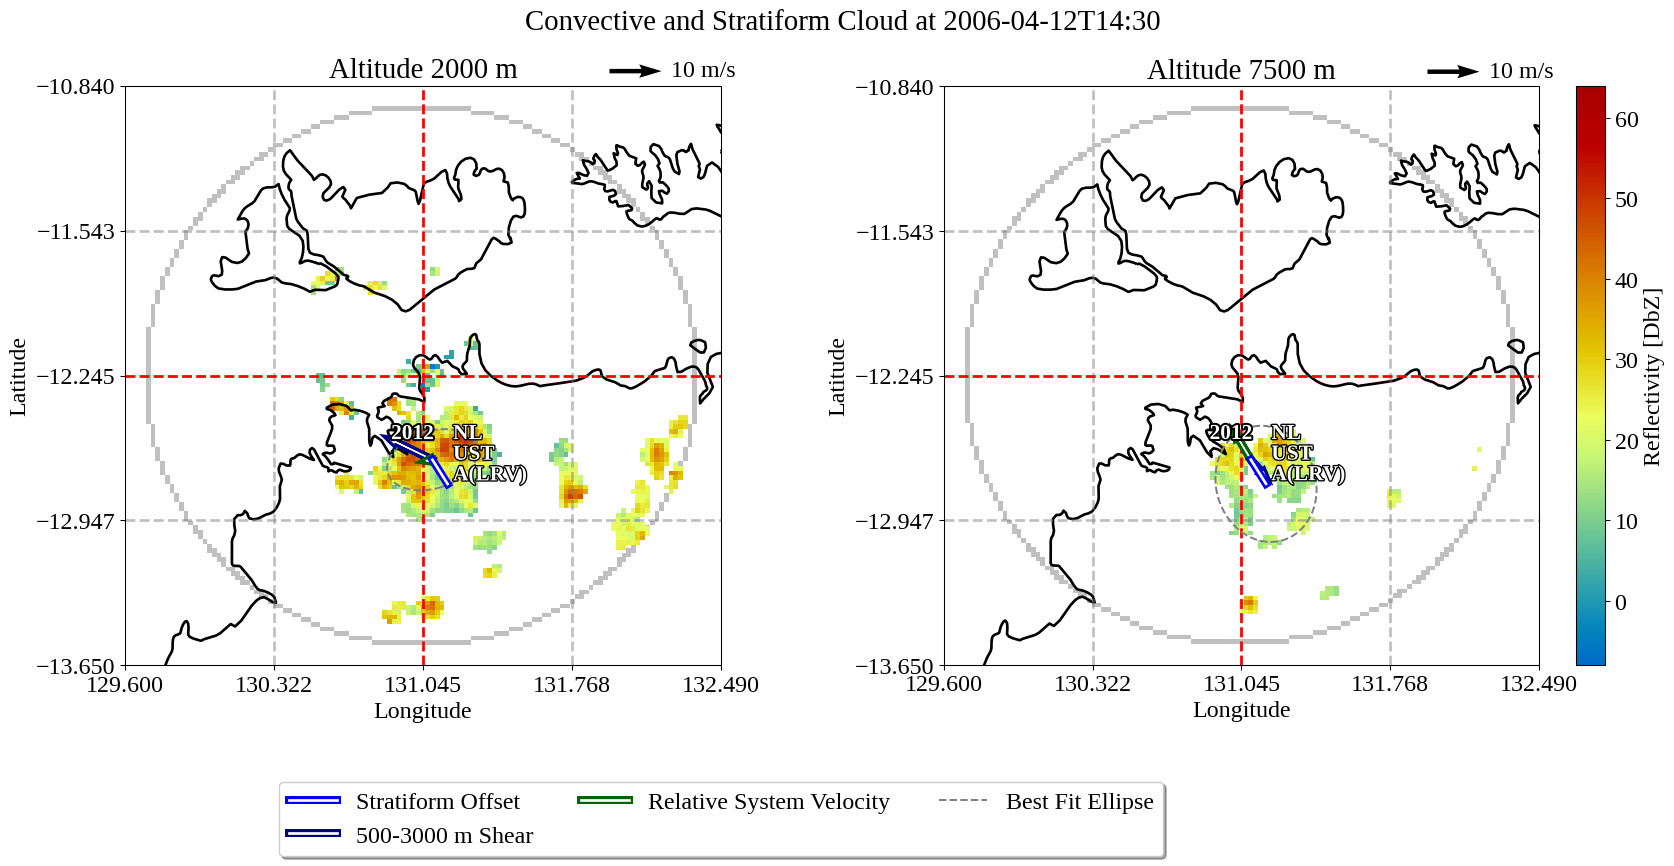 Convective and Stratiform Cloud at 2006-04-12T14:30
Altitude 2000 m
10 m/s
−10.840
−11.543
−12.245
−12.947
−13.650
Latitude
2012
NL
UST
A(LRV)
129.600
130.322
131.045
131.768
132.490
Longitude
Altitude 7500 m
10 m/s
−10.840
−11.543
−12.245
−12.947
−13.650
Latitude
2012
NL
UST
A(LRV)
129.600
130.322
131.045
131.768
132.490
Longitude
60
50
40
30
20
10
0
Reflectivity [DbZ]
Stratiform Offset
500-3000 m Shear
Relative System Velocity
Best Fit Ellipse